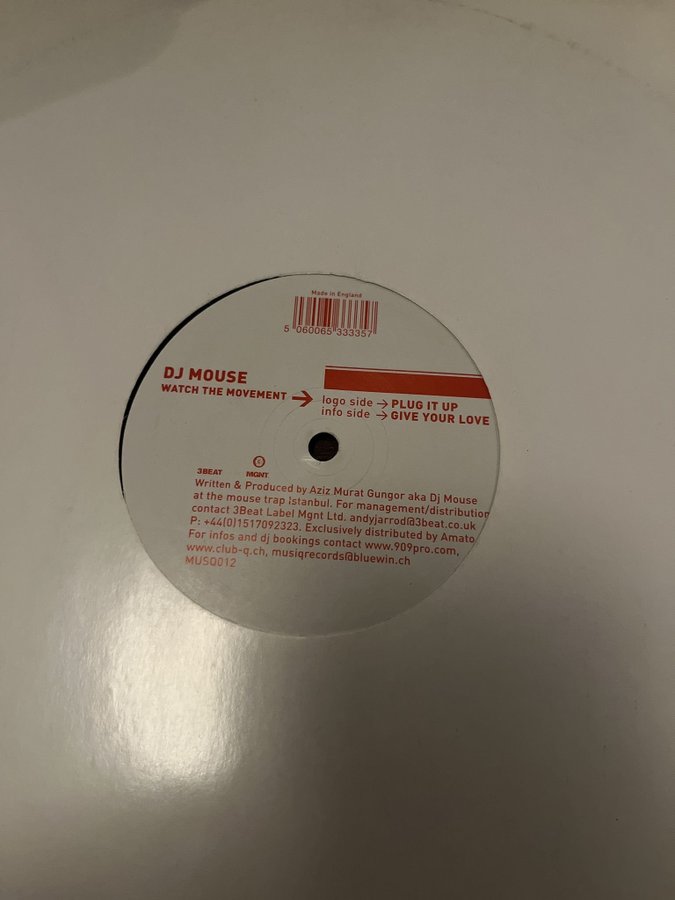 Made in England
5 060065 333357
DJ MOUSE
WATCH THE MOVEMENT →
logo side → PLUG IT UP
info side → GIVE YOUR LOVE
3BEAT MGNT
Written & Produced by Aziz Murat Gungor aka Dj Mouse
at the mouse trap Istanbul. For management/distribution
contact 3Beat Label Mgnt Ltd. andyjarrod@3beat.co.uk
P: +44(0)1517092323. Exclusively distributed by Amato
For infos and dj bookings contact www.909pro.com,
www.club-q.ch, musiqrecords@bluewin.ch
MUSQ012